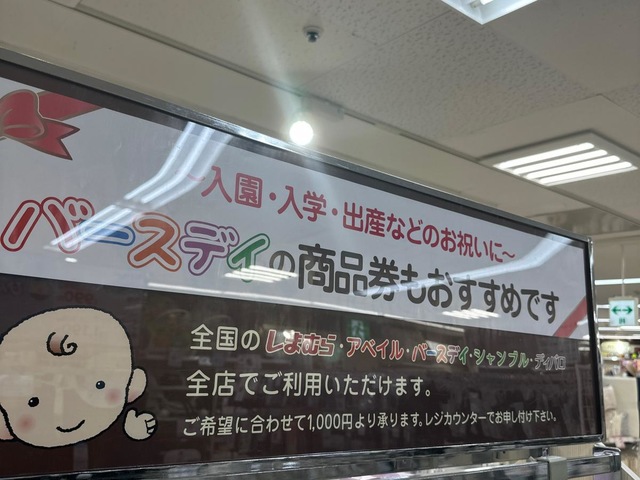 ～入園・入学・出産などのお祝いに～
バースデイの商品券もおすすめです
全国のしまむら・アベイル・バースデイ・シャンブル・ディバロ
全店でご利用いただけます。
ご希望に合わせて1,000円より承ります。レジカウンターでお申し付け下さい。